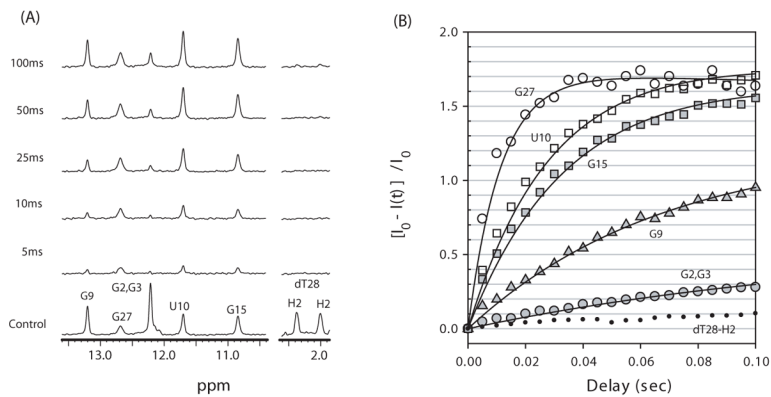 (A)
100ms
50ms
25ms
10ms
5ms
Control
G9
G2,G3
G27
U10
G15
dT28
H2
H2
13.0
12.0
11.0
2.0
ppm
(B)
[I0 - I(t) ] / I0
2.0
1.5
1.0
0.5
0.0
G27
U10
G15
G9
G2,G3
dT28-H2
0.00
0.02
0.04
0.06
0.08
0.10
Delay (sec)